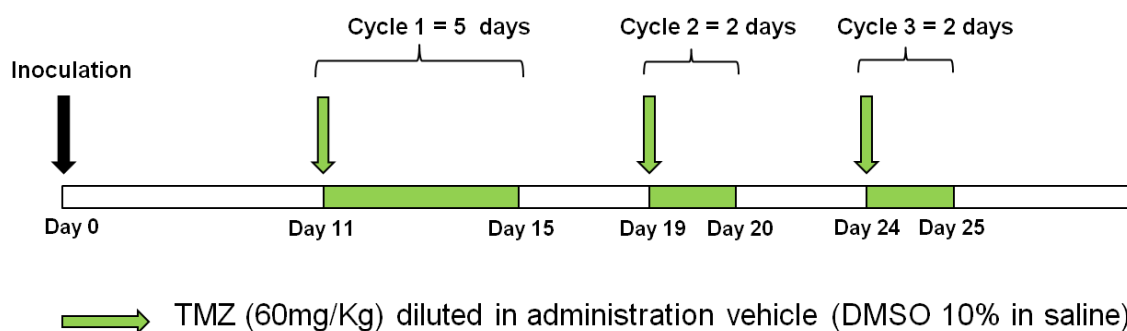 Cycle 1 = 5 days
Cycle 2 = 2 days
Cycle 3 = 2 days
Inoculation
Day 0
Day 11
Day 15
Day 19
Day 20
Day 24
Day 25
TMZ (60mg/Kg) diluted in administration vehicle (DMSO 10% in saline)